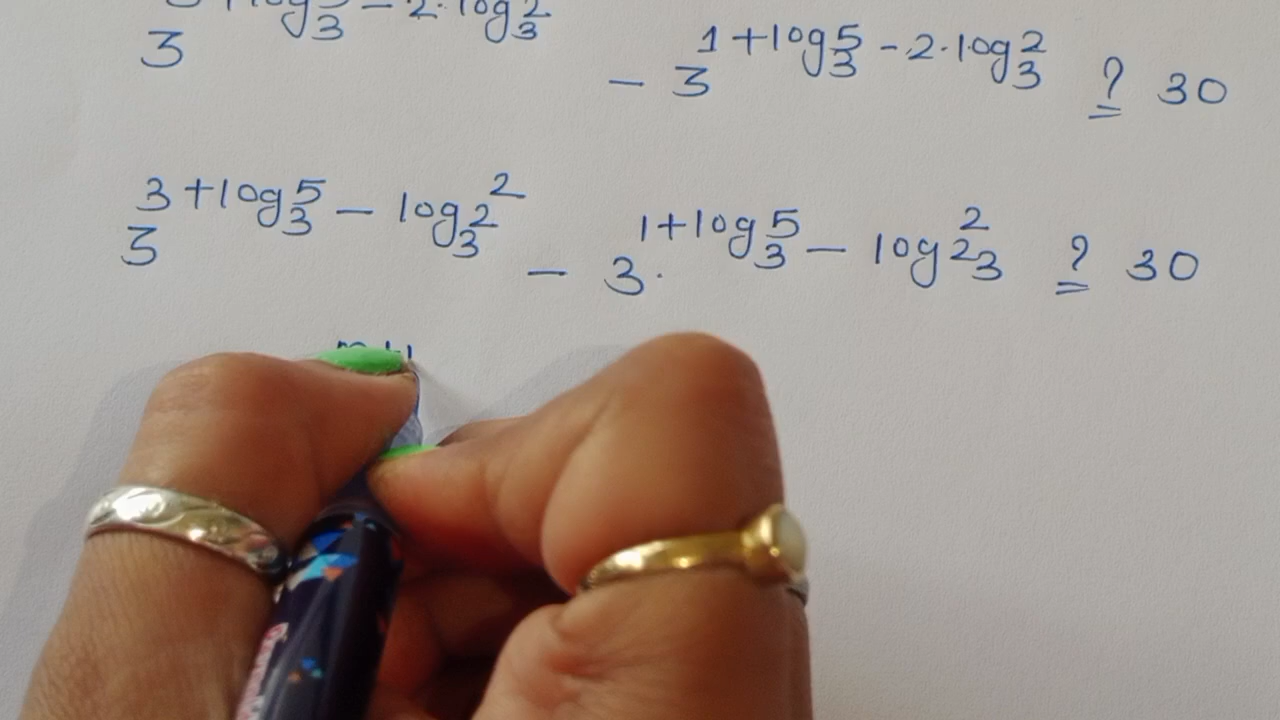 3^{3+log_3 5 - 2·log_3 2} - 3^{1+log_3 5 - 2·log_3 2} ≟ 30
3^{3+log_3 5 - log_3 2^2} - 3^{1+log_3 5 - log_3 2^2} ≟ 30